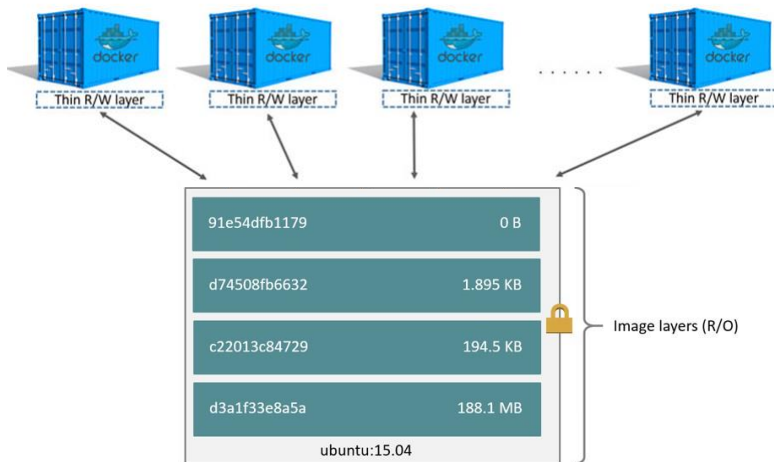 docker docker docker docker
Thin R/W layer Thin R/W layer Thin R/W layer Thin R/W layer
91e54dfb1179 0 B
d74508fb6632 1.895 KB
c22013c84729 194.5 KB
Image layers (R/O)
d3a1f33e8a5a 188.1 MB
ubuntu:15.04